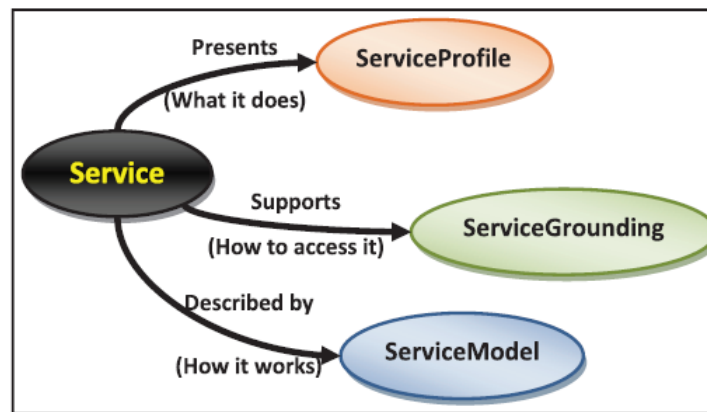 Presents
ServiceProfile
(What it does)
Service
Supports
ServiceGrounding
(How to access it)
Described by
ServiceModel
(How it works)